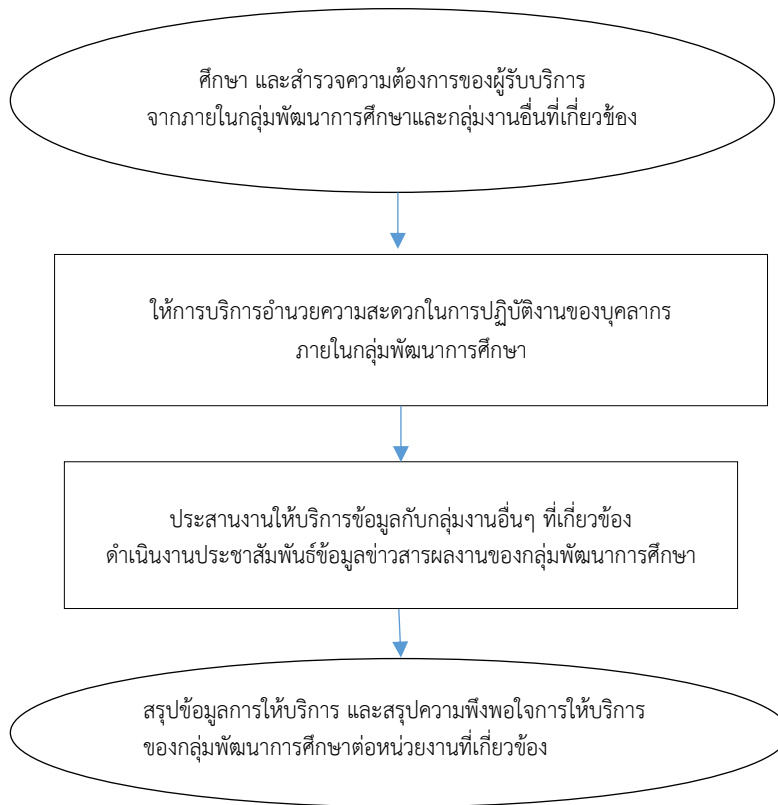 ศึกษา และสำรวจความต้องการของผู้รับบริการ
จากภายในกลุ่มพัฒนาการศึกษาและกลุ่มงานอื่นที่เกี่ยวข้อง
ให้การบริการอำนวยความสะดวกในการปฏิบัติงานของบุคลากร
ภายในกลุ่มพัฒนาการศึกษา
ประสานงานให้บริการข้อมูลกับกลุ่มงานอื่นๆ ที่เกี่ยวข้อง
ดำเนินงานประชาสัมพันธ์ข้อมูลข่าวสารผลงานของกลุ่มพัฒนาการศึกษา
สรุปข้อมูลการให้บริการ และสรุปความพึงพอใจการให้บริการ
ของกลุ่มพัฒนาการศึกษาต่อหน่วยงานที่เกี่ยวข้อง